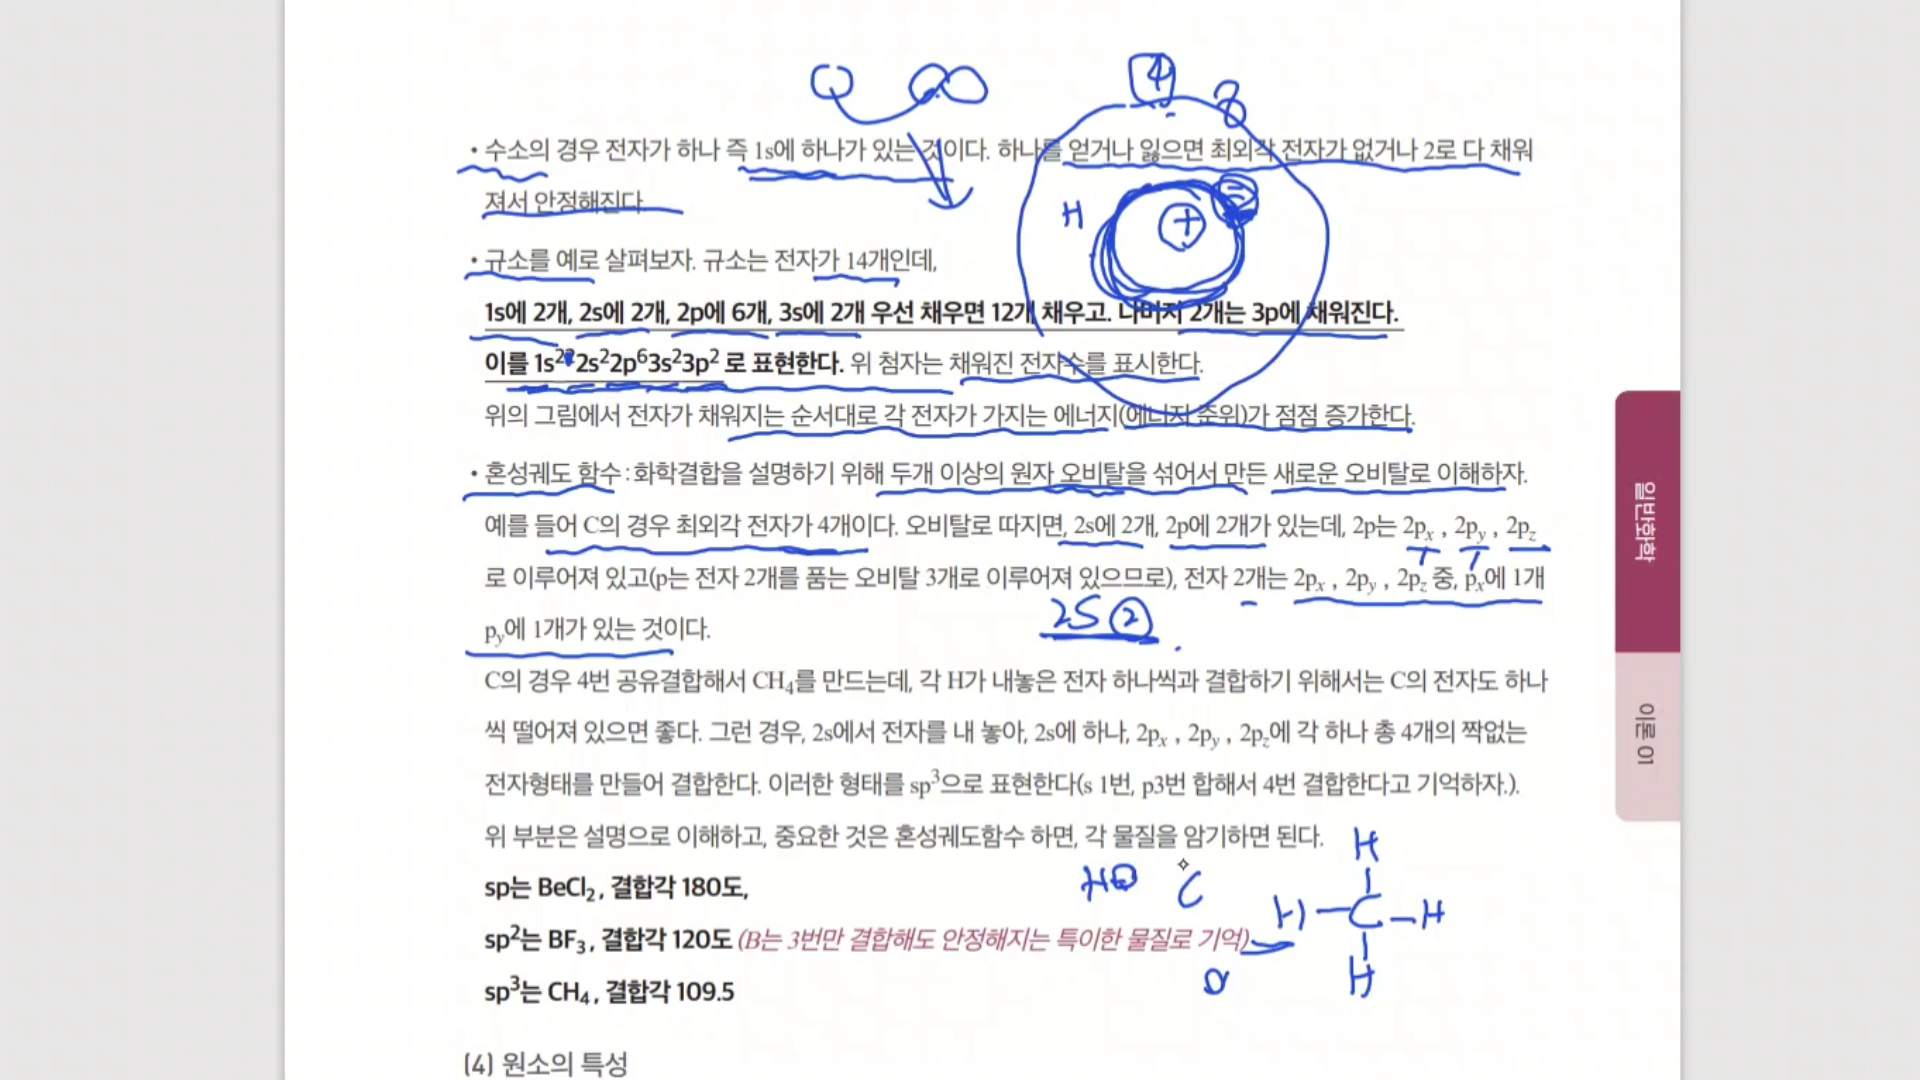 4
8
• 수소의 경우 전자가 하나 즉 1s에 하나가 있는 것이다. 하나를 얻거나 잃으면 최외각 전자가 없거나 2로 다 채워
져서 안정해진다
H
+
• 규소를 예로 살펴보자. 규소는 전자가 14개인데,
1s에 2개, 2s에 2개, 2p에 6개, 3s에 2개 우선 채우면 12개 채우고. 나머지 2개는 3p에 채워진다.
이를 1s²2s²2p⁶3s²3p² 로 표현한다. 위 첨자는 채워진 전자수를 표시한다.
위의 그림에서 전자가 채워지는 순서대로 각 전자가 가지는 에너지(에너지 준위)가 점점 증가한다.
• 혼성궤도 함수 : 화학결합을 설명하기 위해 두개 이상의 원자 오비탈을 섞어서 만든 새로운 오비탈로 이해하자.
예를 들어 C의 경우 최외각 전자가 4개이다. 오비탈로 따지면, 2s에 2개, 2p에 2개가 있는데, 2p는 2pₓ , 2p_y , 2p_z
로 이루어져 있고(p는 전자 2개를 품는 오비탈 3개로 이루어져 있으므로), 전자 2개는 2pₓ , 2p_y , 2p_z 중, pₓ에 1개
2S 2
p_y에 1개가 있는 것이다.
C의 경우 4번 공유결합해서 CH₄를 만드는데, 각 H가 내놓은 전자 하나씩과 결합하기 위해서는 C의 전자도 하나
씩 떨어져 있으면 좋다. 그런 경우, 2s에서 전자를 내 놓아, 2s에 하나, 2pₓ , 2p_y , 2p_z에 각 하나 총 4개의 짝없는
전자형태를 만들어 결합한다. 이러한 형태를 sp³으로 표현한다(s 1번, p3번 합해서 4번 결합한다고 기억하자.).
위 부분은 설명으로 이해하고, 중요한 것은 혼성궤도함수 하면, 각 물질을 암기하면 된다.
sp는 BeCl₂ , 결합각 180도,
sp²는 BF₃ , 결합각 120도 (B는 3번만 결합해도 안정해지는 특이한 물질로 기억)
sp³는 CH₄ , 결합각 109.5
C
H
H C H
H
(4) 원소의 특성
일반화학
이론 01